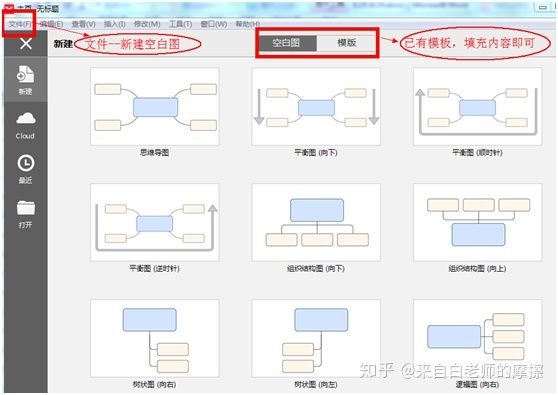 主页 - 无标题
文件(F) 编辑(E) 查看(V) 插入(I) 修改(M) 工具(T) 窗口(W) 帮助(H)
文件--新建空白图
已有模板，填充内容即可
新建
空白图
模版
新建
Cloud
最近
打开
思维导图
平衡图 (向下)
平衡图 (顺时针)
平衡图 (逆时针)
组织结构图 (向下)
组织结构图 (向上)
树状图 (向右)
树状图 (向左)
逻辑图 (向右)
知乎 @来自白老师的摩擦